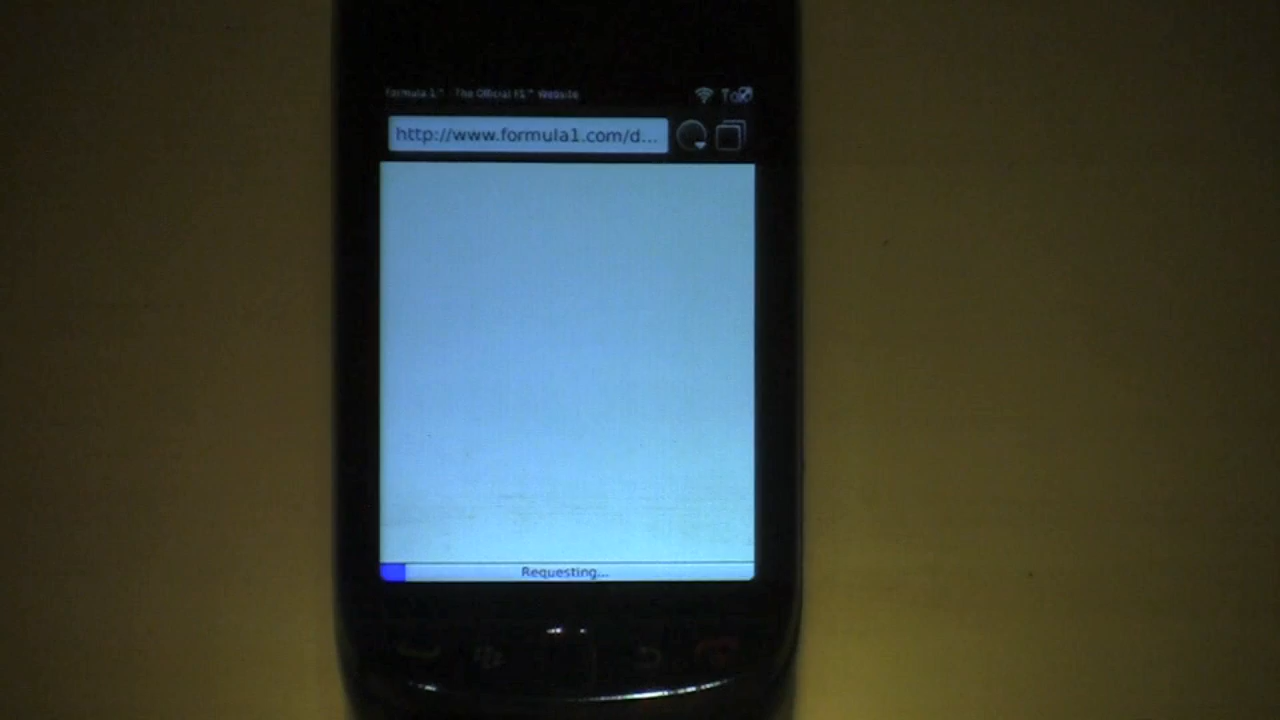 Formula 1™ - The Official F1™ Website
http://www.formula1.com/d...
Requesting...